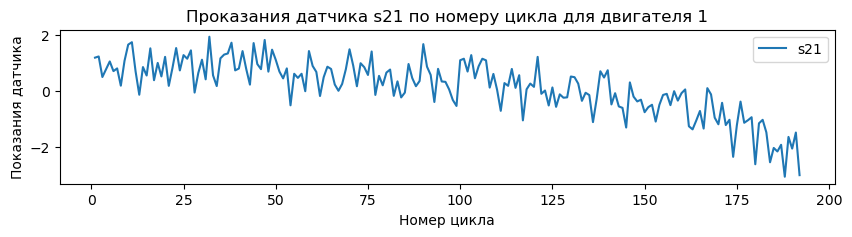 Проказания датчика s21 по номеру цикла для двигателя 1
s21
Показания датчика
2
0
−2
0 25 50 75 100 125 150 175 200
Номер цикла